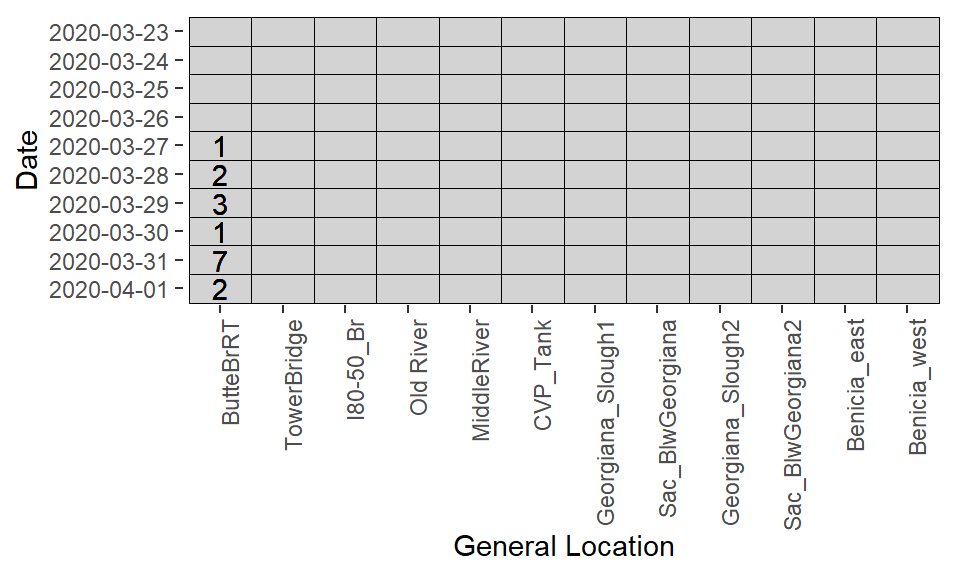 Date
2020-03-23
2020-03-24
2020-03-25
2020-03-26
2020-03-27 1
2020-03-28 2
2020-03-29 3
2020-03-30 1
2020-03-31 7
2020-04-01 2
ButteBrRT
TowerBridge
I80-50_Br
Old River
MiddleRiver
CVP_Tank
Georgiana_Slough1
Sac_BlwGeorgiana
Georgiana_Slough2
Sac_BlwGeorgiana2
Benicia_east
Benicia_west
General Location